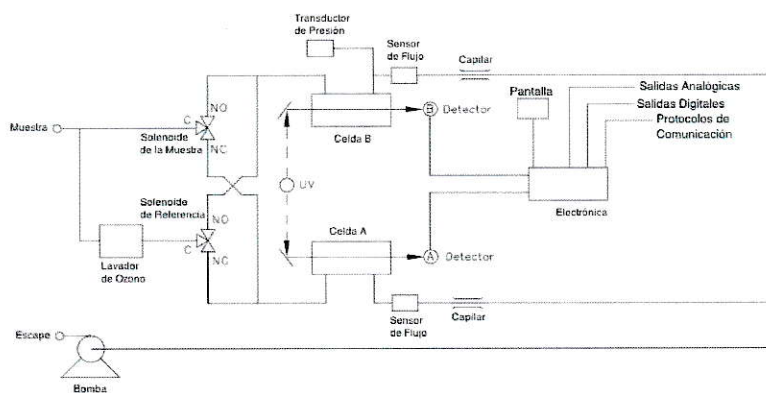 Transductor
de Presión
Sensor
de Flujo
Capilar
Pantalla
Salidas Analógicas
Salidas Digitales
Protocolos de
Comunicación
NO
C
B
Detector
Muestra
Solenoide
de la Muestra
NC
Celda B
UV
Electrónica
Solenoide
de Referencia
NO
C
NC
Celda A
A
Detector
Lavador
de Ozono
Sensor
de Flujo
Capilar
Escape
Bomba